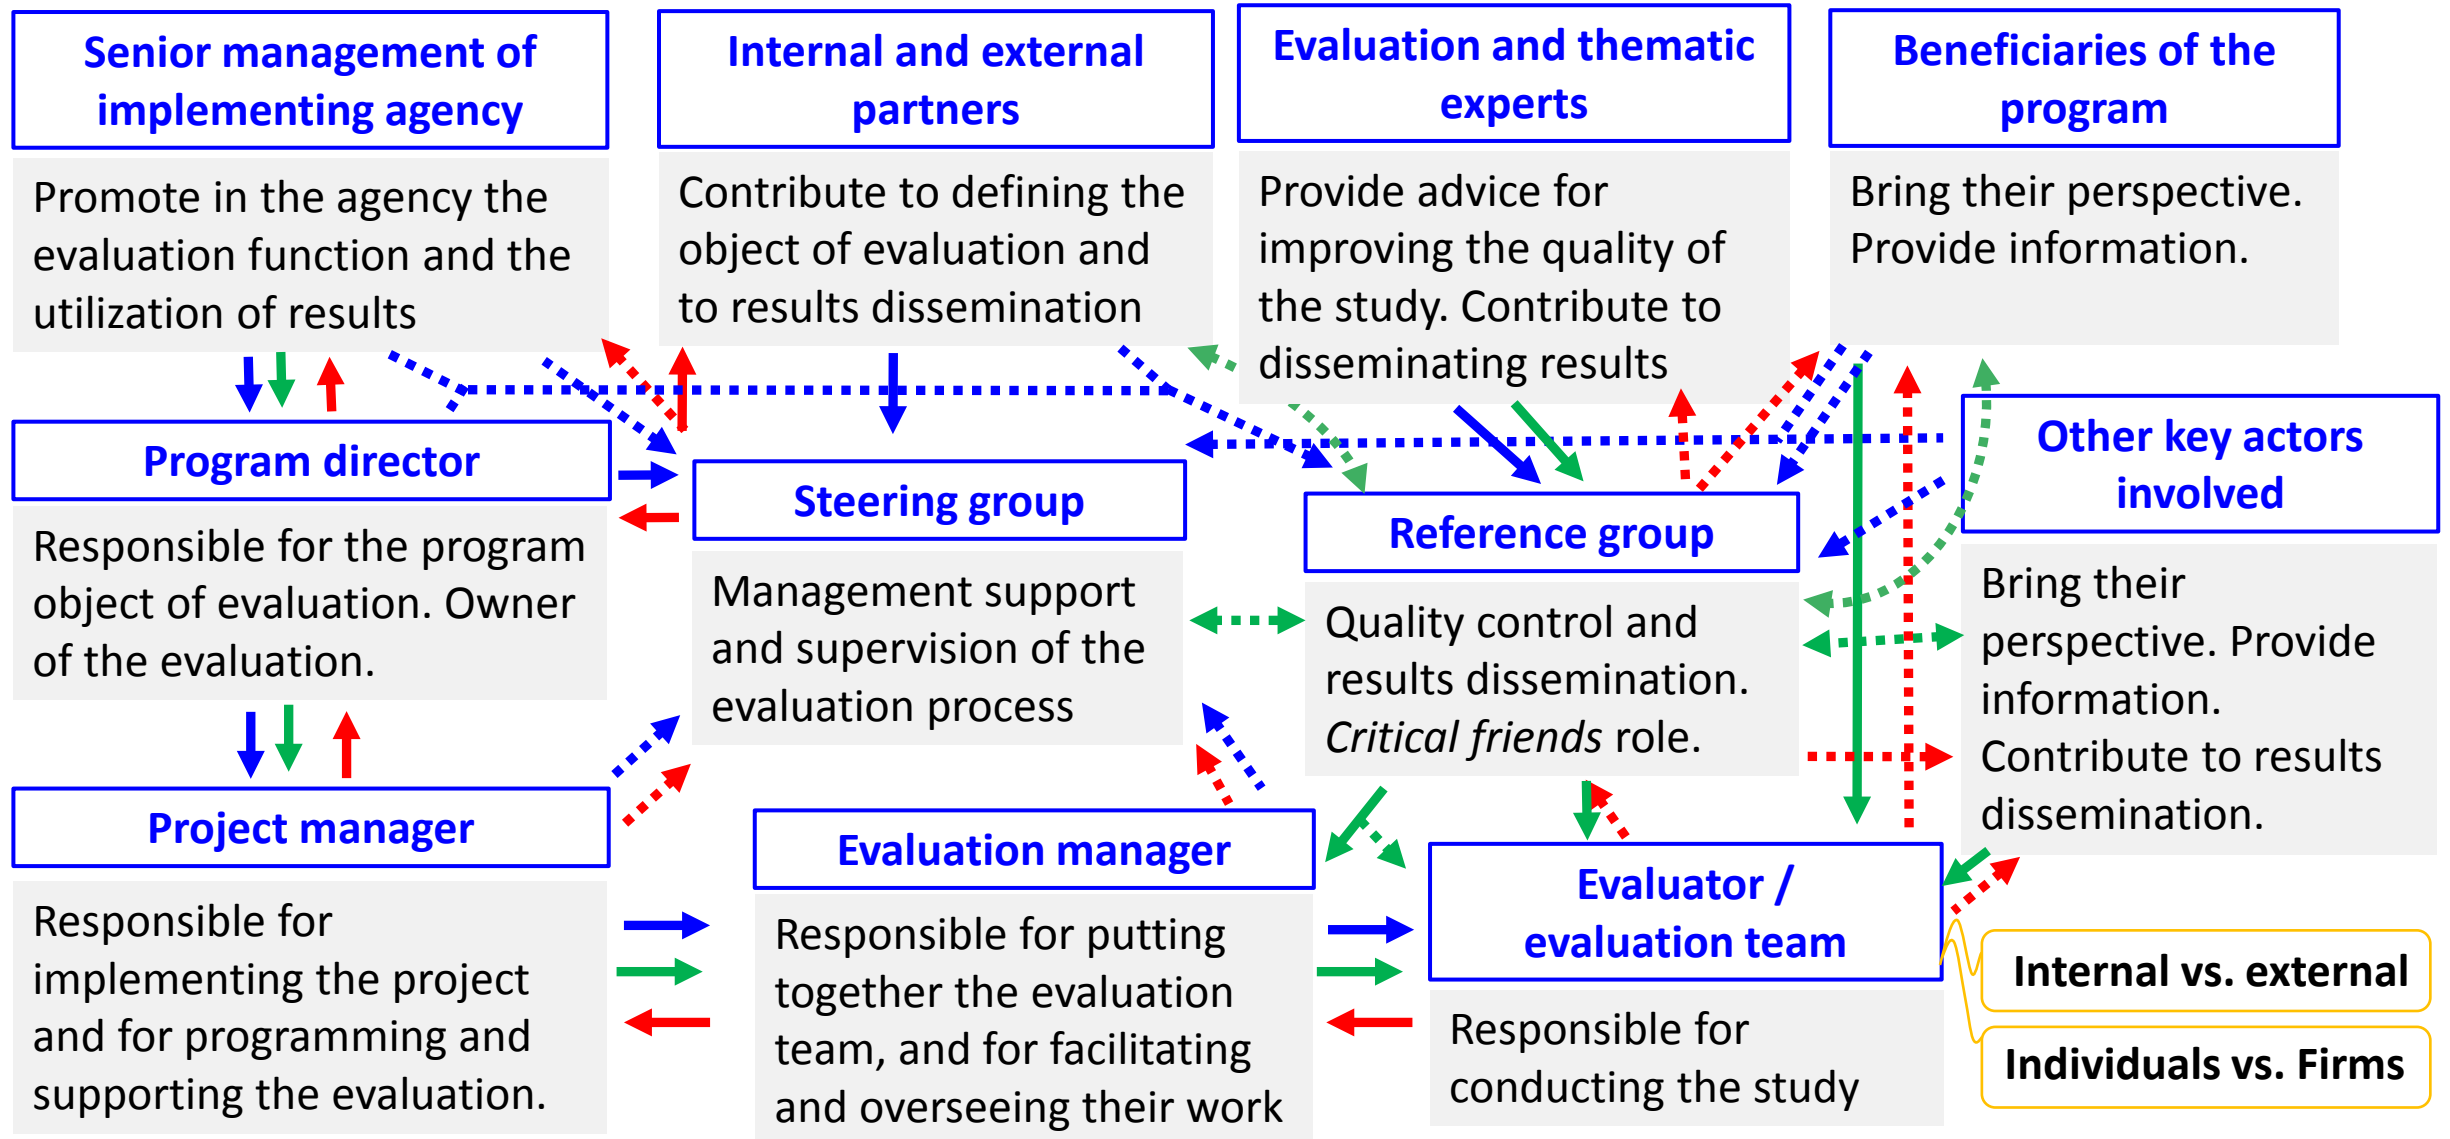 Senior management of
implementing agency
Promote in the agency the
evaluation function and the
utilization of results
Internal and external
partners
Contribute to defining the
object of evaluation and
to results dissemination
Evaluation and thematic
experts
Provide advice for
improving the quality of
the study. Contribute to
disseminating results
Beneficiaries of the
program
Bring their perspective.
Provide information.
Program director
Responsible for the program
object of evaluation. Owner
of the evaluation.
Steering group
Management support
and supervision of the
evaluation process
Reference group
Quality control and
results dissemination.
Critical friends role.
Other key actors
involved
Bring their
perspective. Provide
information.
Contribute to results
dissemination.
Project manager
Responsible for
implementing the project
and for programming and
supporting the evaluation.
Evaluation manager
Responsible for putting
together the evaluation
team, and for facilitating
and overseeing their work
Evaluator /
evaluation team
Responsible for
conducting the study
Internal vs. external
Individuals vs. Firms